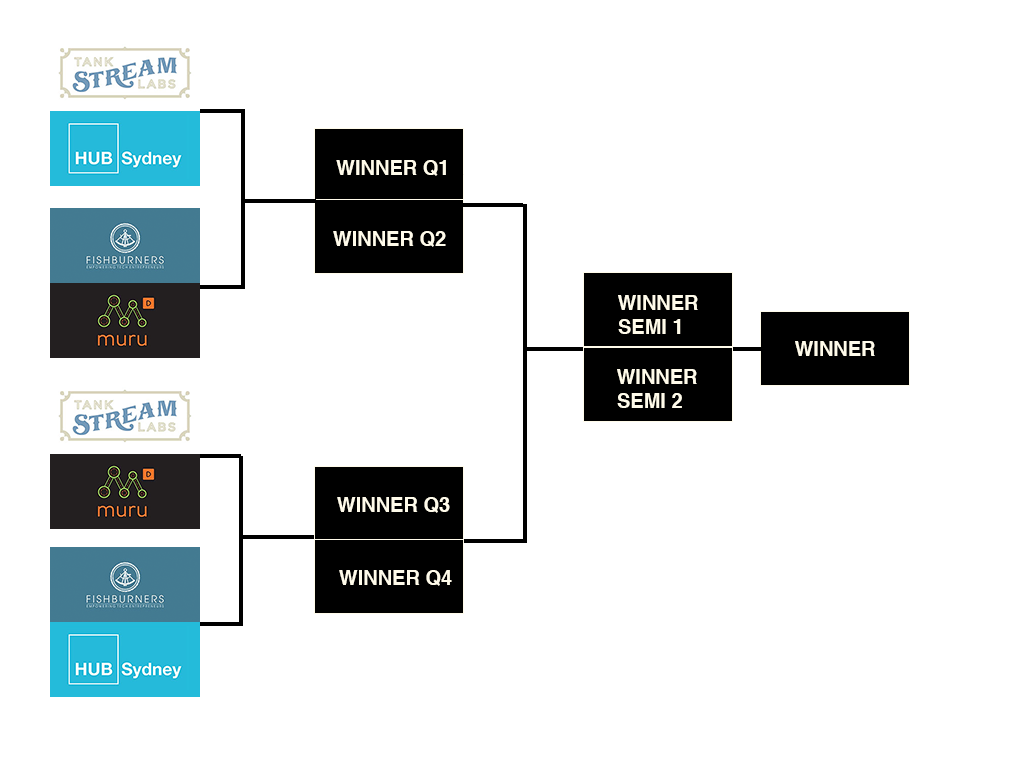 TANK
STREAM
LABS
HUB Sydney
FISHBURNERS
EMPOWERING TECH ENTREPRENEURS
D
muru
TANK
STREAM
LABS
D
muru
FISHBURNERS
EMPOWERING TECH ENTREPRENEURS
HUB Sydney
WINNER Q1
WINNER Q2
WINNER Q3
WINNER Q4
WINNER
SEMI 1
WINNER
SEMI 2
WINNER